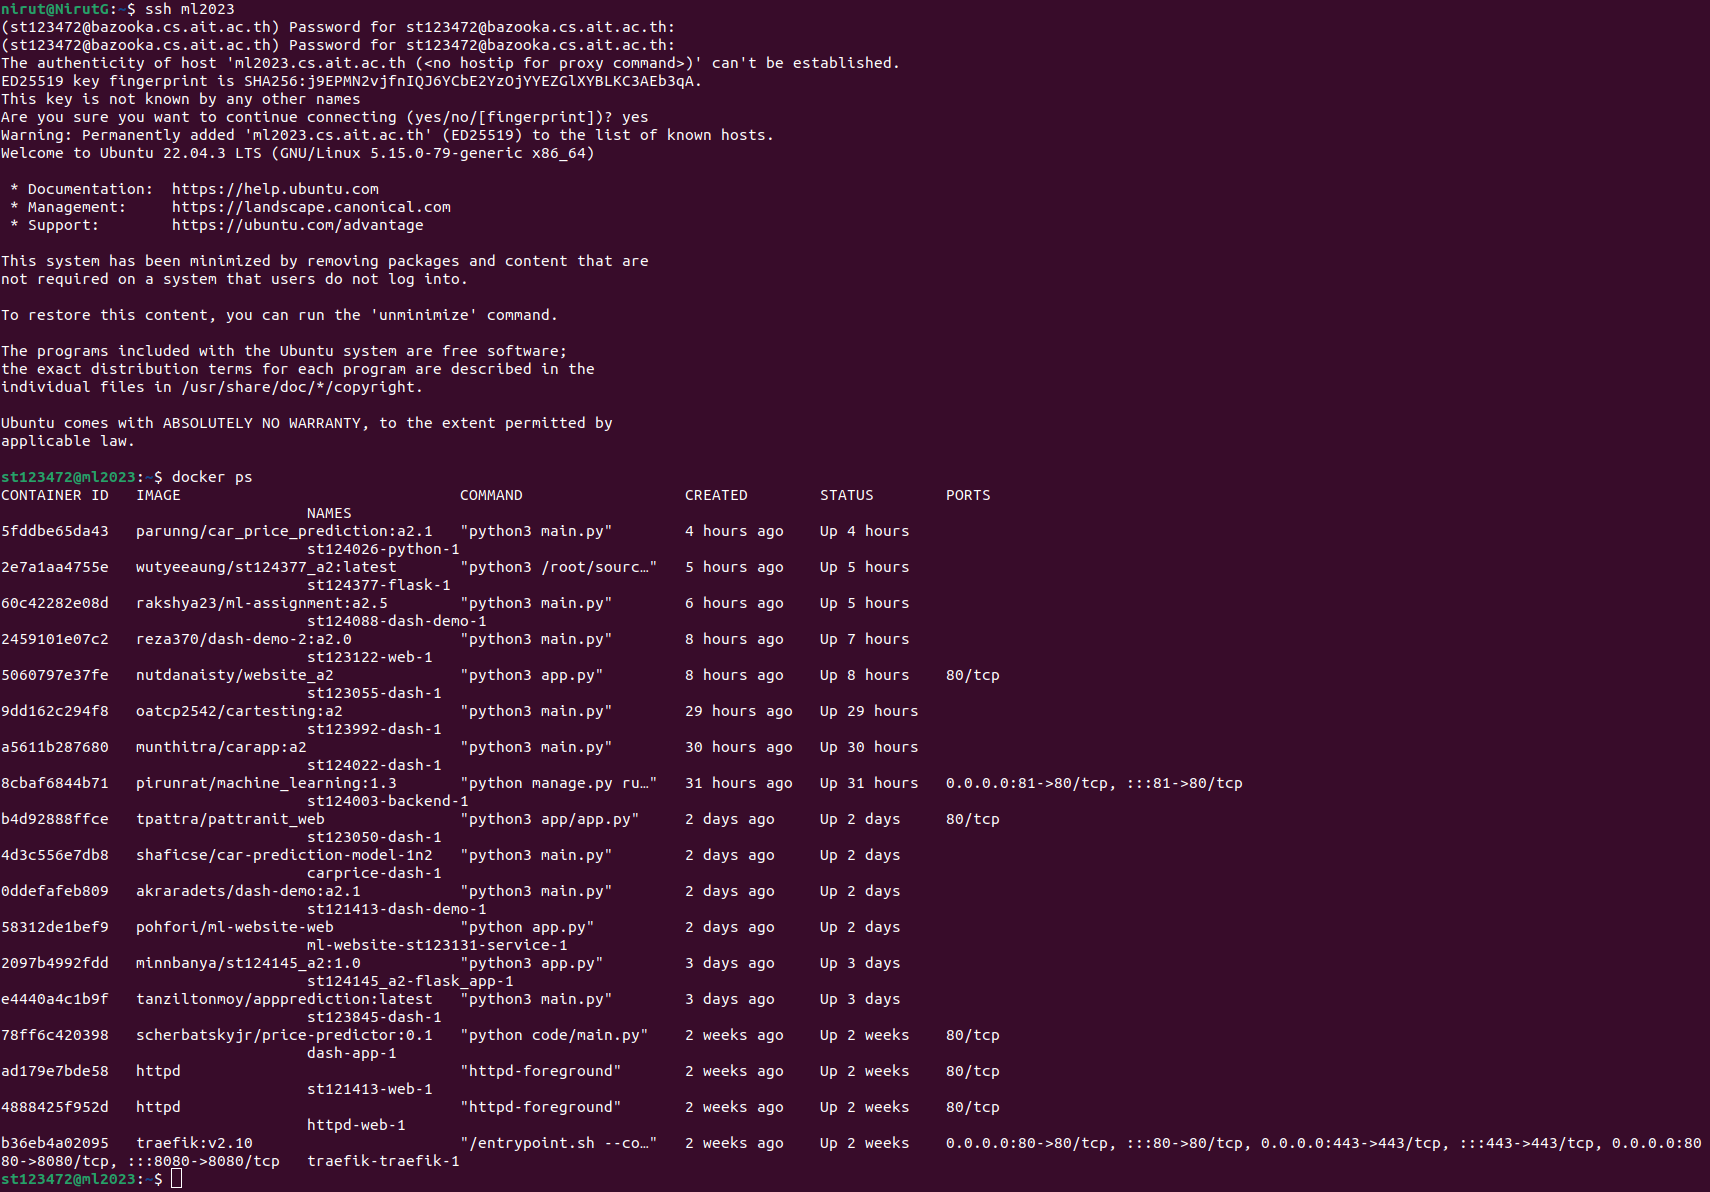 nirut@NirutG:~$ ssh ml2023
(st123472@bazooka.cs.ait.ac.th) Password for st123472@bazooka.cs.ait.ac.th:
(st123472@bazooka.cs.ait.ac.th) Password for st123472@bazooka.cs.ait.ac.th:
The authenticity of host 'ml2023.cs.ait.ac.th (<no hostip for proxy command>)' can't be established.
ED25519 key fingerprint is SHA256:j9EPMN2vjfnIQJ6YCbE2YzOjYYEZGlXYBLKC3AEb3qA.
This key is not known by any other names
Are you sure you want to continue connecting (yes/no/[fingerprint])? yes
Warning: Permanently added 'ml2023.cs.ait.ac.th' (ED25519) to the list of known hosts.
Welcome to Ubuntu 22.04.3 LTS (GNU/Linux 5.15.0-79-generic x86_64)
 * Documentation:  https://help.ubuntu.com
 * Management:     https://landscape.canonical.com
 * Support:        https://ubuntu.com/advantage
This system has been minimized by removing packages and content that are
not required on a system that users do not log into.
To restore this content, you can run the 'unminimize' command.
The programs included with the Ubuntu system are free software;
the exact distribution terms for each program are described in the
individual files in /usr/share/doc/*/copyright.
Ubuntu comes with ABSOLUTELY NO WARRANTY, to the extent permitted by
applicable law.
st123472@ml2023:~$ docker ps
CONTAINER ID   IMAGE                               COMMAND                  CREATED         STATUS        PORTS
                                  NAMES
5fddbe65da43   parunng/car_price_prediction:a2.1   "python3 main.py"        4 hours ago     Up 4 hours
                                  st124026-python-1
2e7a1aa4755e   wutyeeaung/st124377_a2:latest       "python3 /root/sourc…"   5 hours ago     Up 5 hours
                                  st124377-flask-1
60c42282e08d   rakshya23/ml-assignment:a2.5        "python3 main.py"        6 hours ago     Up 5 hours
                                  st124088-dash-demo-1
2459101e07c2   reza370/dash-demo-2:a2.0            "python3 main.py"        8 hours ago     Up 7 hours
                                  st123122-web-1
5060797e37fe   nutdanaisty/website_a2              "python3 app.py"         8 hours ago     Up 8 hours    80/tcp
                                  st123055-dash-1
9dd162c294f8   oatcp2542/cartesting:a2             "python3 main.py"        29 hours ago    Up 29 hours
                                  st123992-dash-1
a5611b287680   munthitra/carapp:a2                 "python3 main.py"        30 hours ago    Up 30 hours
                                  st124022-dash-1
8cbaf6844b71   pirunrat/machine_learning:1.3       "python manage.py ru…"   31 hours ago    Up 31 hours   0.0.0.0:81->80/tcp, :::81->80/tcp
                                  st124003-backend-1
b4d92888ffce   tpattra/pattranit_web               "python3 app/app.py"     2 days ago      Up 2 days     80/tcp
                                  st123050-dash-1
4d3c556e7db8   shaficse/car-prediction-model-1n2   "python3 main.py"        2 days ago      Up 2 days
                                  carprice-dash-1
0ddefafeb809   akraradets/dash-demo:a2.1           "python3 main.py"        2 days ago      Up 2 days
                                  st121413-dash-demo-1
58312de1bef9   pohfori/ml-website-web              "python app.py"          2 days ago      Up 2 days
                                  ml-website-st123131-service-1
2097b4992fdd   minnbanya/st124145_a2:1.0           "python3 app.py"         3 days ago      Up 3 days
                                  st124145_a2-flask_app-1
e4440a4c1b9f   tanziltonmoy/appprediction:latest   "python3 main.py"        3 days ago      Up 3 days
                                  st123845-dash-1
78ff6c420398   scherbatskyjr/price-predictor:0.1   "python code/main.py"    2 weeks ago     Up 2 weeks    80/tcp
                                  dash-app-1
ad179e7bde58   httpd                               "httpd-foreground"       2 weeks ago     Up 2 weeks    80/tcp
                                  st121413-web-1
4888425f952d   httpd                               "httpd-foreground"       2 weeks ago     Up 2 weeks    80/tcp
                                  httpd-web-1
b36eb4a02095   traefik:v2.10                       "/entrypoint.sh --co…"   2 weeks ago     Up 2 weeks    0.0.0.0:80->80/tcp, :::80->80/tcp, 0.0.0.0:443->443/tcp, :::443->443/tcp, 0.0.0.0:80
80->8080/tcp, :::8080->8080/tcp   traefik-traefik-1
st123472@ml2023:~$